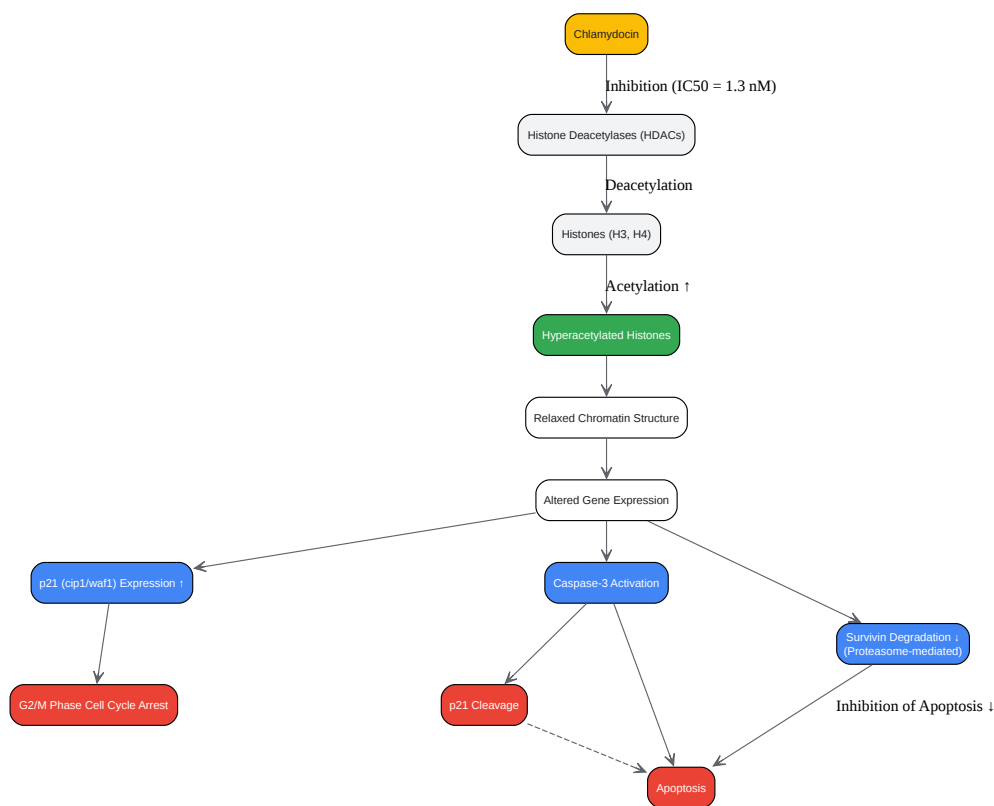 Chlamydocin
Inhibition (IC50 = 1.3 nM)
Histone Deacetylases (HDACs)
Deacetylation
Histones (H3, H4)
Acetylation ↑
Hyperacetylated Histones
Relaxed Chromatin Structure
Altered Gene Expression
p21 (cip1/waf1) Expression ↑
Caspase-3 Activation
Survivin Degradation ↓
(Proteasome-mediated)
G2/M Phase Cell Cycle Arrest
p21 Cleavage
Inhibition of Apoptosis ↓
Apoptosis